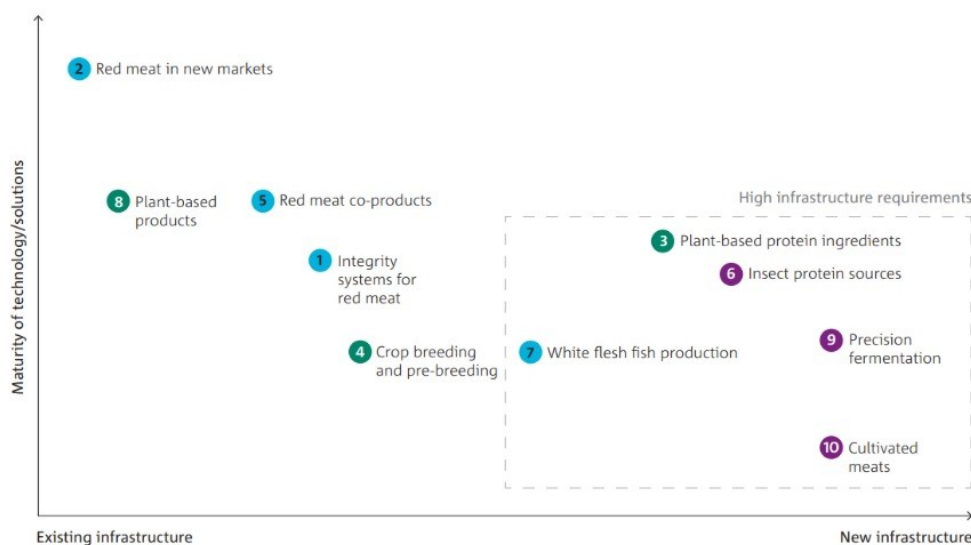 2 Red meat in new markets
8 Plant-based
products
5 Red meat co-products
High infrastructure requirements
3 Plant-based protein ingredients
1 Integrity
systems for
red meat
6 Insect protein sources
4 Crop breeding
and pre-breeding
7 White flesh fish production
9 Precision
fermentation
10 Cultivated
meats
Maturity of technology/solutions
Existing infrastructure
New infrastructure